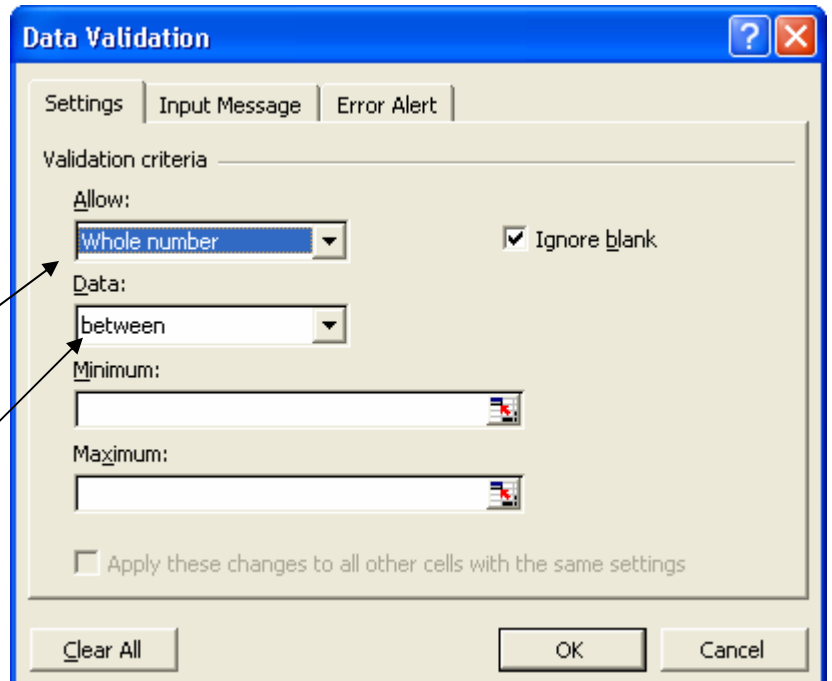 Data Validation
Settings Input Message Error Alert
Validation criteria
Allow:
Whole number Ignore blank
Data:
between
Minimum:
Maximum:
Apply these changes to all other cells with the same settings
Clear All OK Cancel